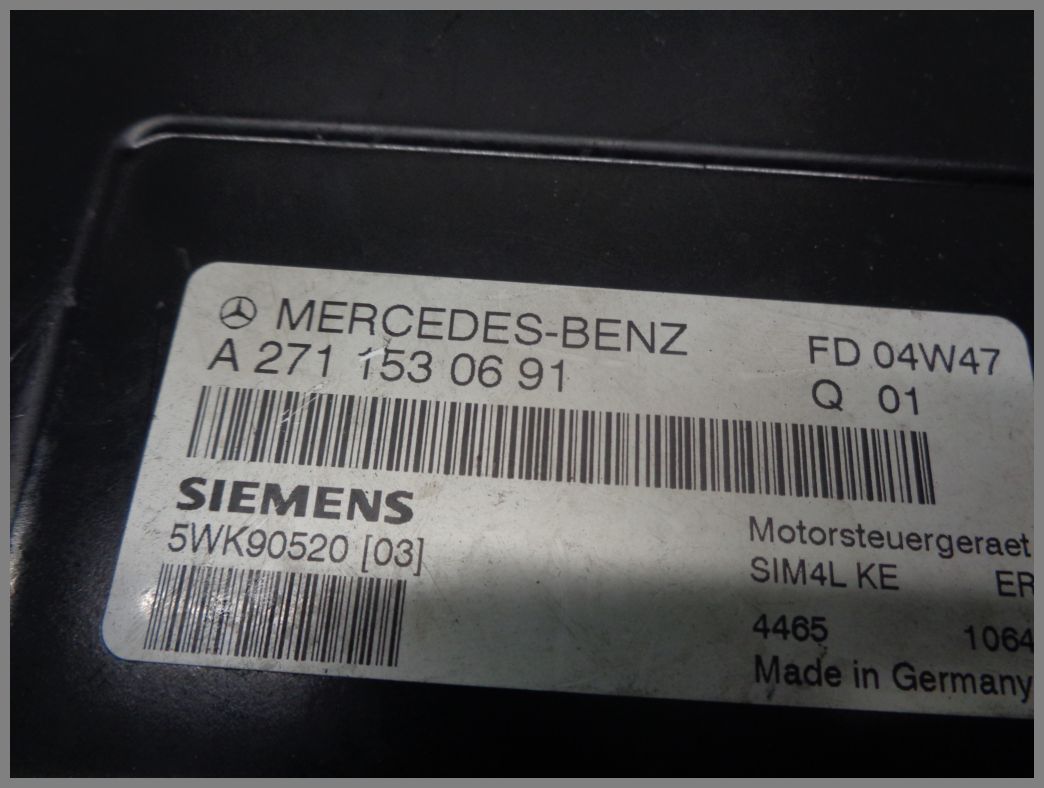 MERCEDES-BENZ
A 271 153 06 91
FD 04W47
Q 01
SIEMENS
5WK90520 [03]
Motorsteuergeraet
SIM4L KE ER
4465 1064
Made in Germany